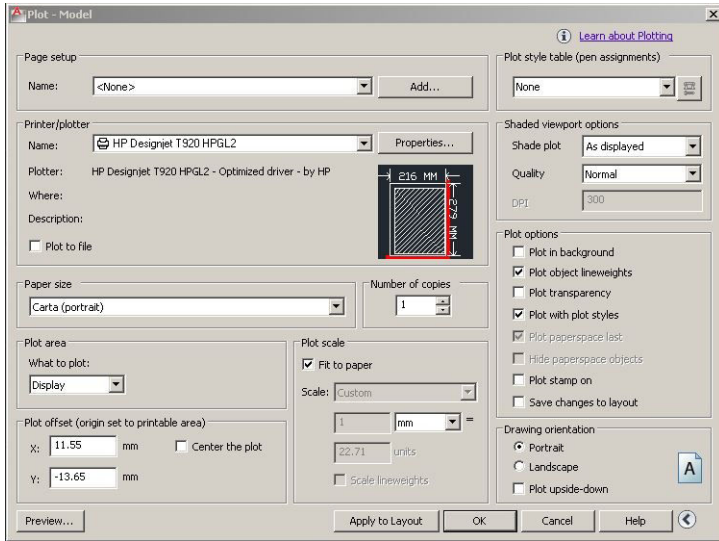 Plot - Model
Learn about Plotting
Page setup
Name: <None> Add...
Plot style table (pen assignments)
None
Printer/plotter
Name: HP Designjet T920 HPGL2 Properties...
Plotter: HP Designjet T920 HPGL2 - Optimized driver - by HP
Where:
Description:
Plot to file
216 MM
279 MM
Shaded viewport options
Shade plot As displayed
Quality Normal
DPI 300
Paper size
Carta (portrait)
Number of copies
1
Plot options
Plot in background
Plot object lineweights
Plot transparency
Plot with plot styles
Plot paperspace last
Hide paperspace objects
Plot stamp on
Save changes to layout
Plot area
What to plot:
Display
Plot scale
Fit to paper
Scale: Custom
1 mm =
22.71 units
Scale lineweights
Plot offset (origin set to printable area)
X: 11.55 mm Center the plot
Y: -13.65 mm
Drawing orientation
Portrait
Landscape
Plot upside-down
A
Preview... Apply to Layout OK Cancel Help